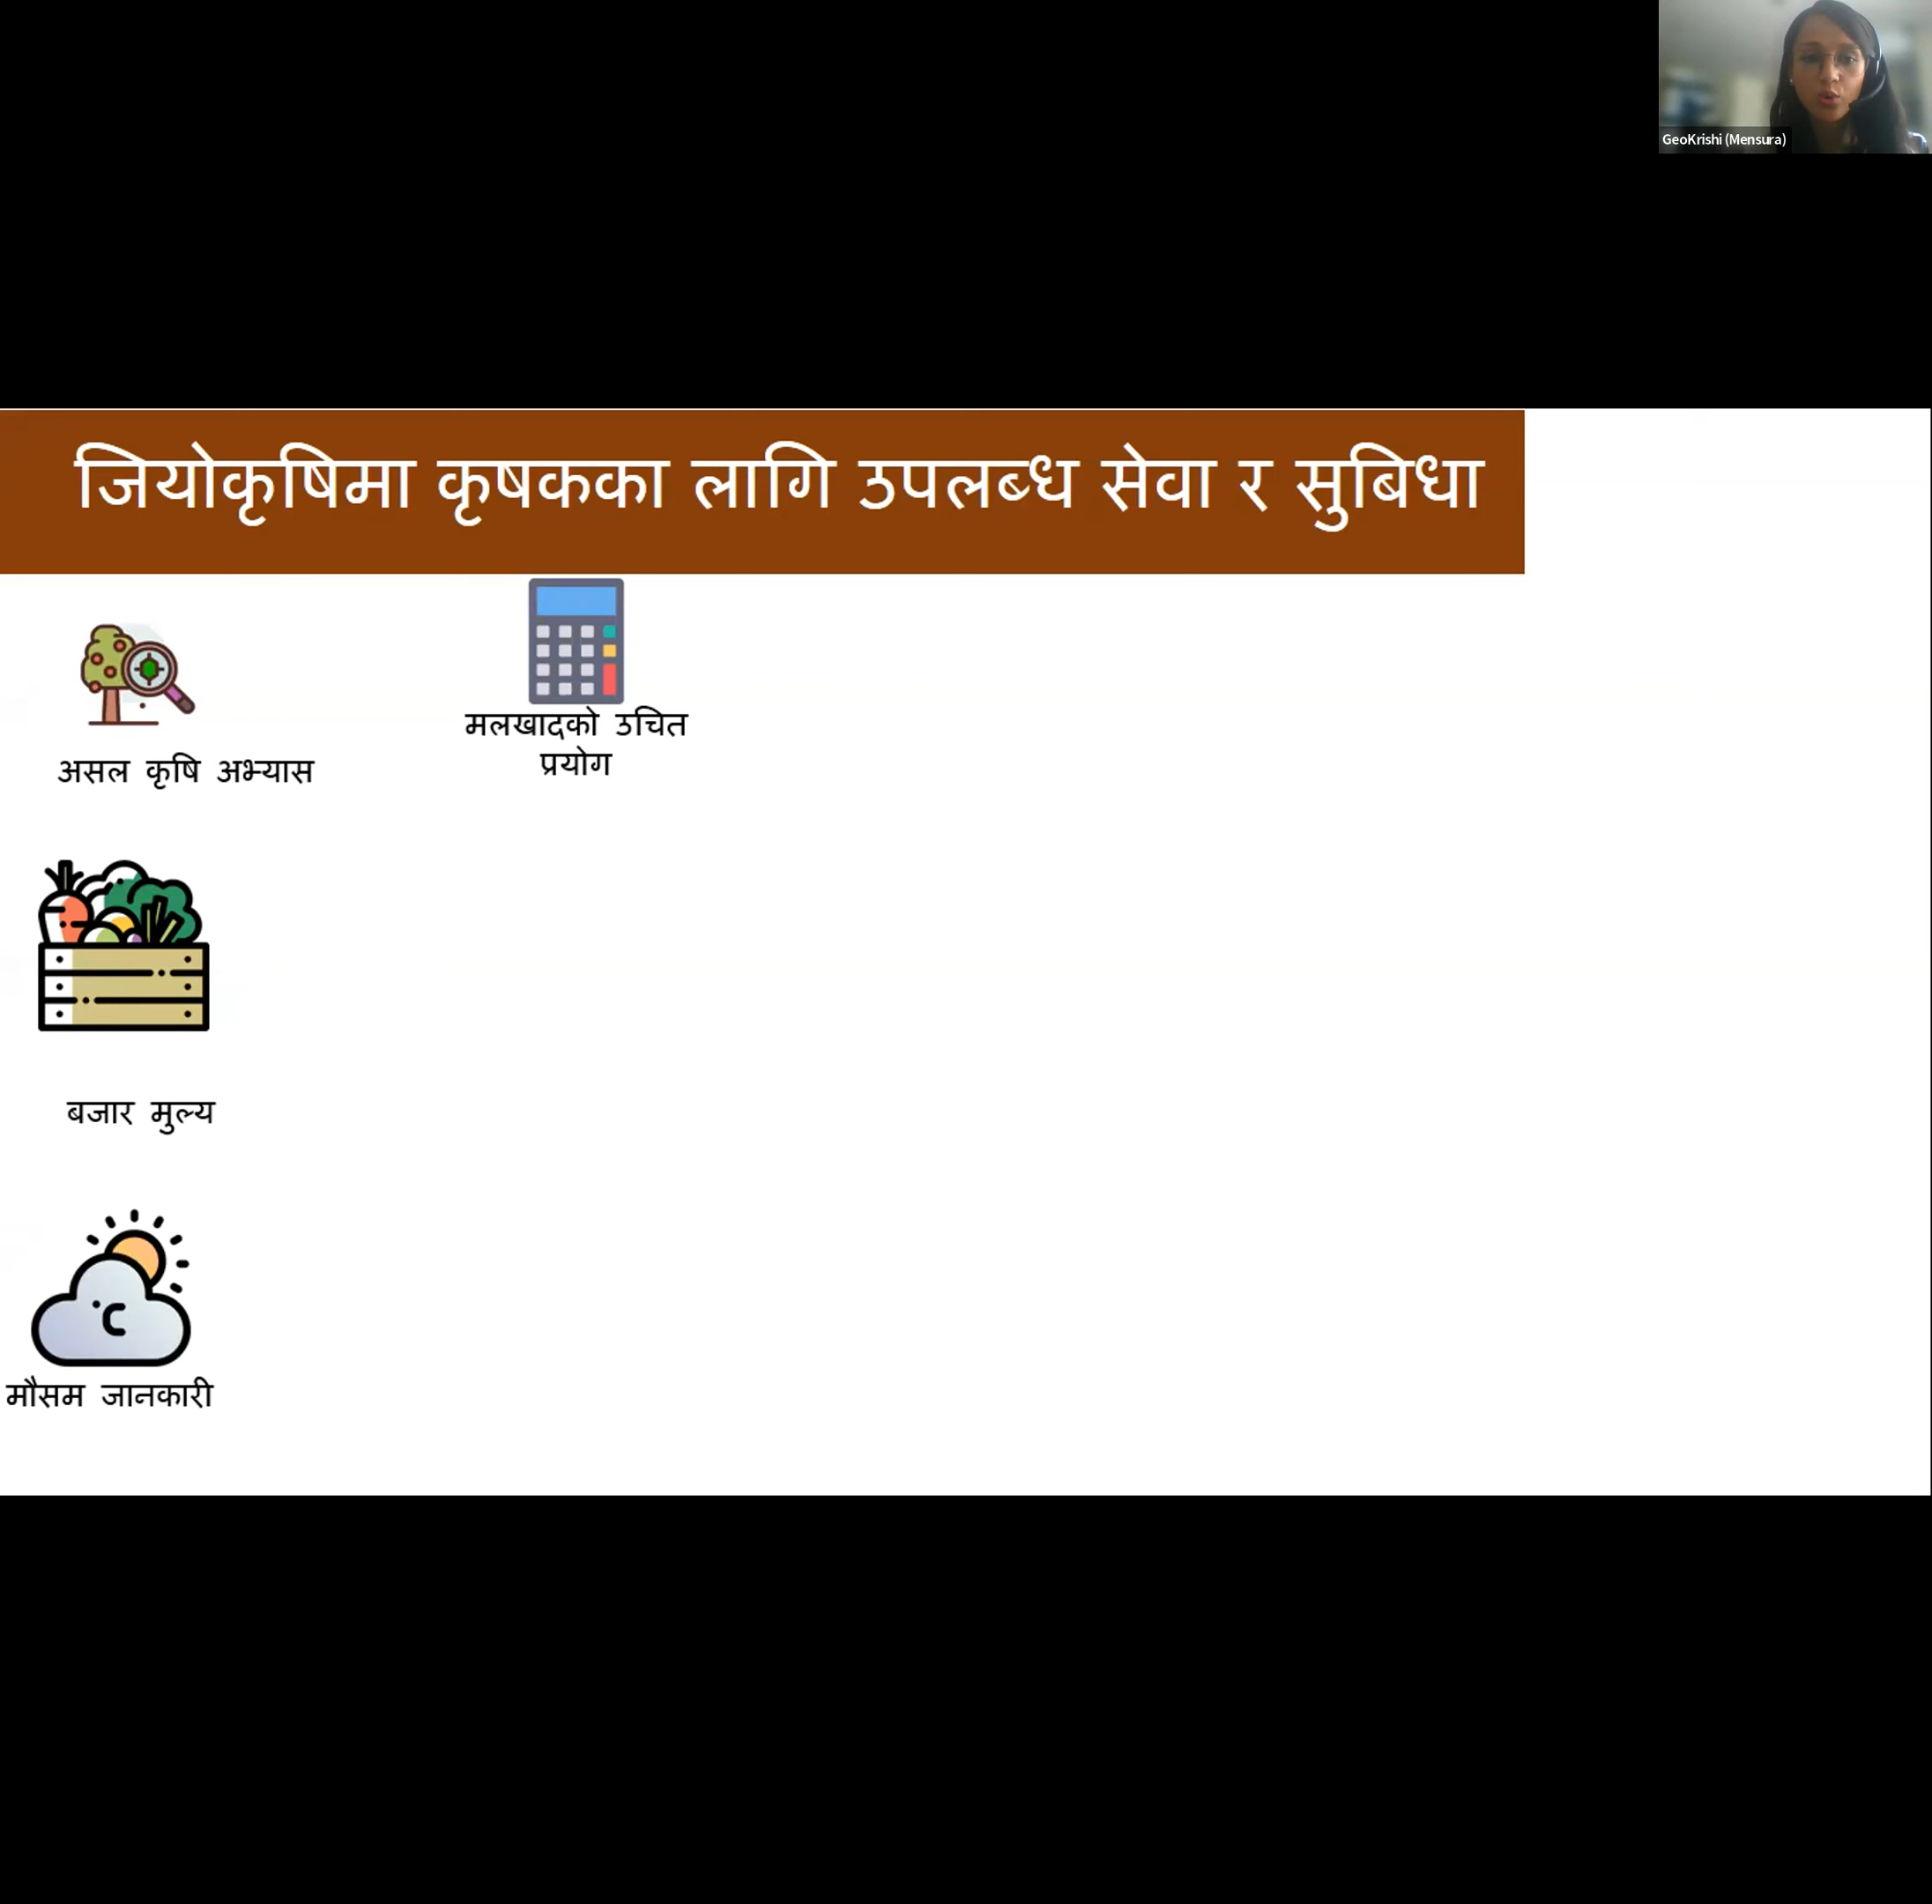 GeoKrishi (Mensura)
जियोकृषिमा कृषकका लागि उपलब्ध सेवा र सुबिधा
असल कृषि अभ्यास
मलखादको उचित
प्रयोग
बजार मुल्य
°C
मौसम जानकारी